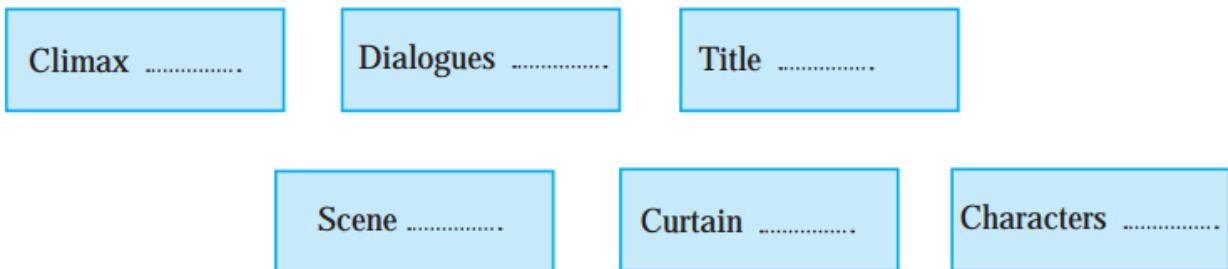 Climax ...............
Dialogues ...............
Title ...............
Scene ...............
Curtain ...............
Characters ...............